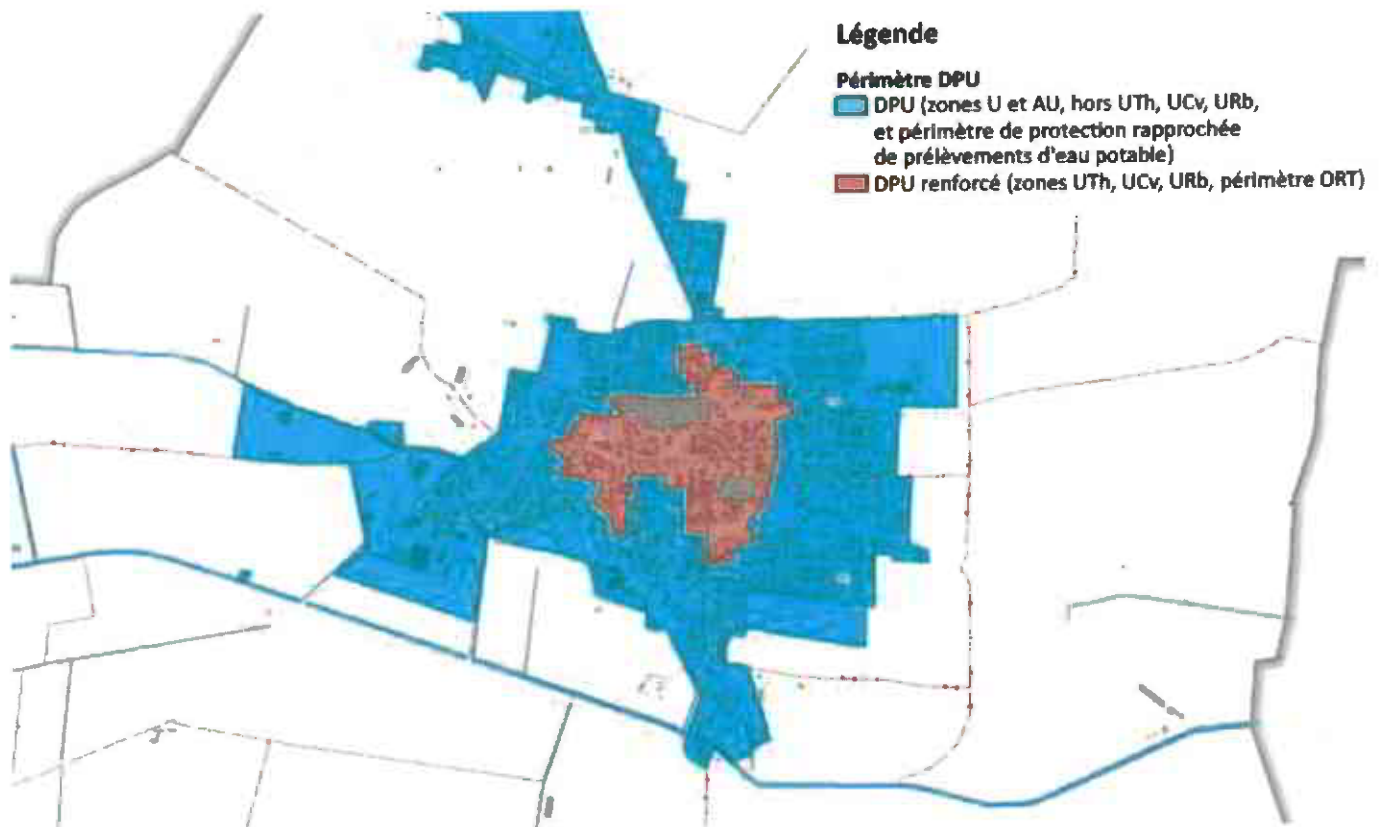 Légende
Périmètre DPU
DPU (zones U et AU, hors UTh, UCv, URb,
et périmètre de protection rapprochée
de prélèvements d'eau potable)
DPU renforcé (zones UTh, UCv, URb, périmètre ORT)